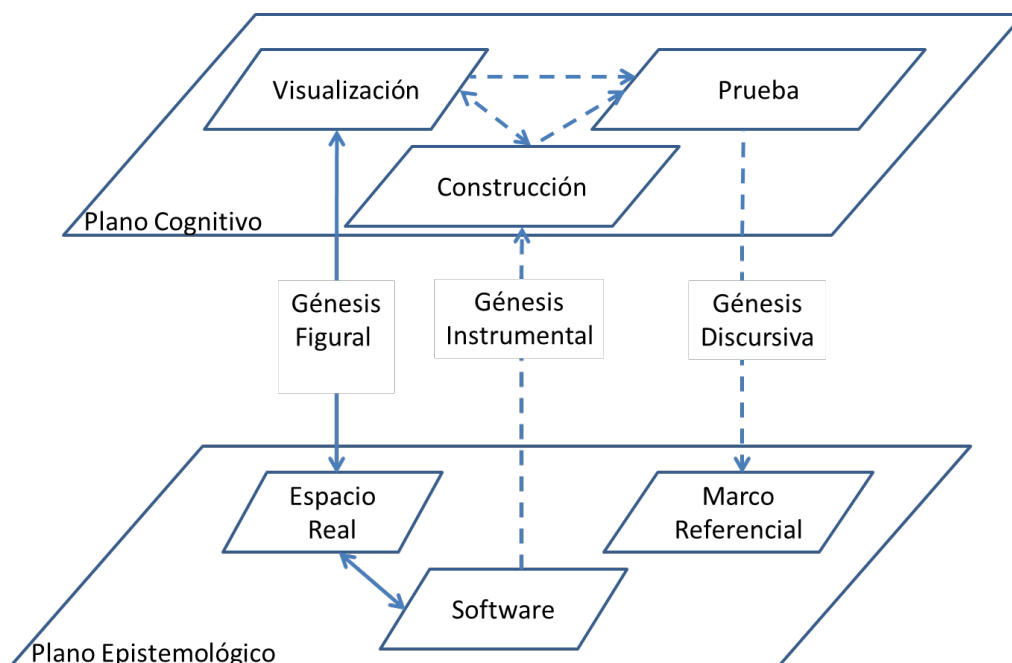 Visualización
Prueba
Construcción
Plano Cognitivo
Génesis
Figural
Génesis
Instrumental
Génesis
Discursiva
Espacio
Real
Marco
Referencial
Software
Plano Epistemológico